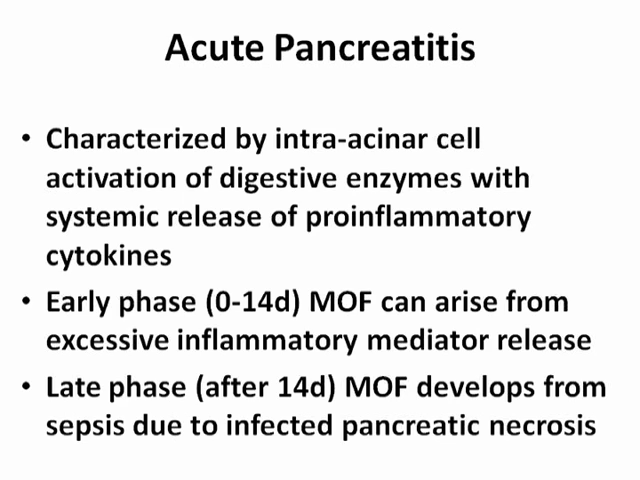 Acute Pancreatitis
• Characterized by intra-acinar cell
activation of digestive enzymes with
systemic release of proinflammatory
cytokines
• Early phase (0-14d) MOF can arise from
excessive inflammatory mediator release
• Late phase (after 14d) MOF develops from
sepsis due to infected pancreatic necrosis